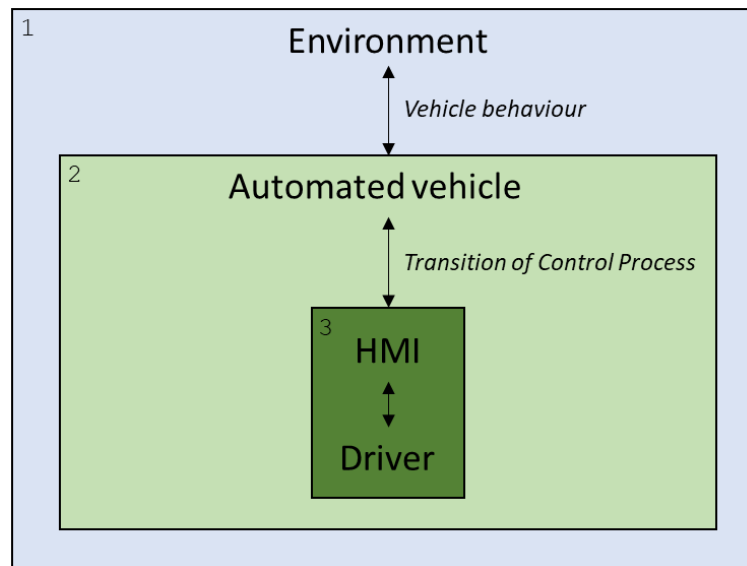 1
Environment
Vehicle behaviour
2
Automated vehicle
Transition of Control Process
3
HMI
Driver